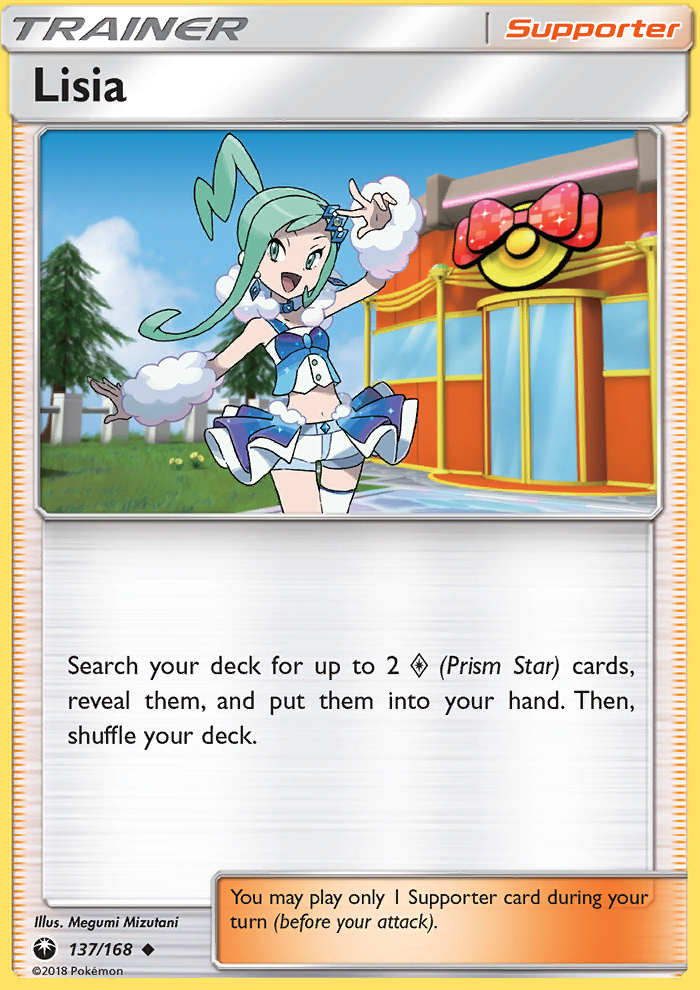 TRAINER
Supporter
Lisia
Search your deck for up to 2 ◊ (Prism Star) cards,
reveal them, and put them into your hand. Then,
shuffle your deck.
You may play only 1 Supporter card during your
turn (before your attack).
Illus. Megumi Mizutani
137/168 ◆
©2018 Pokémon